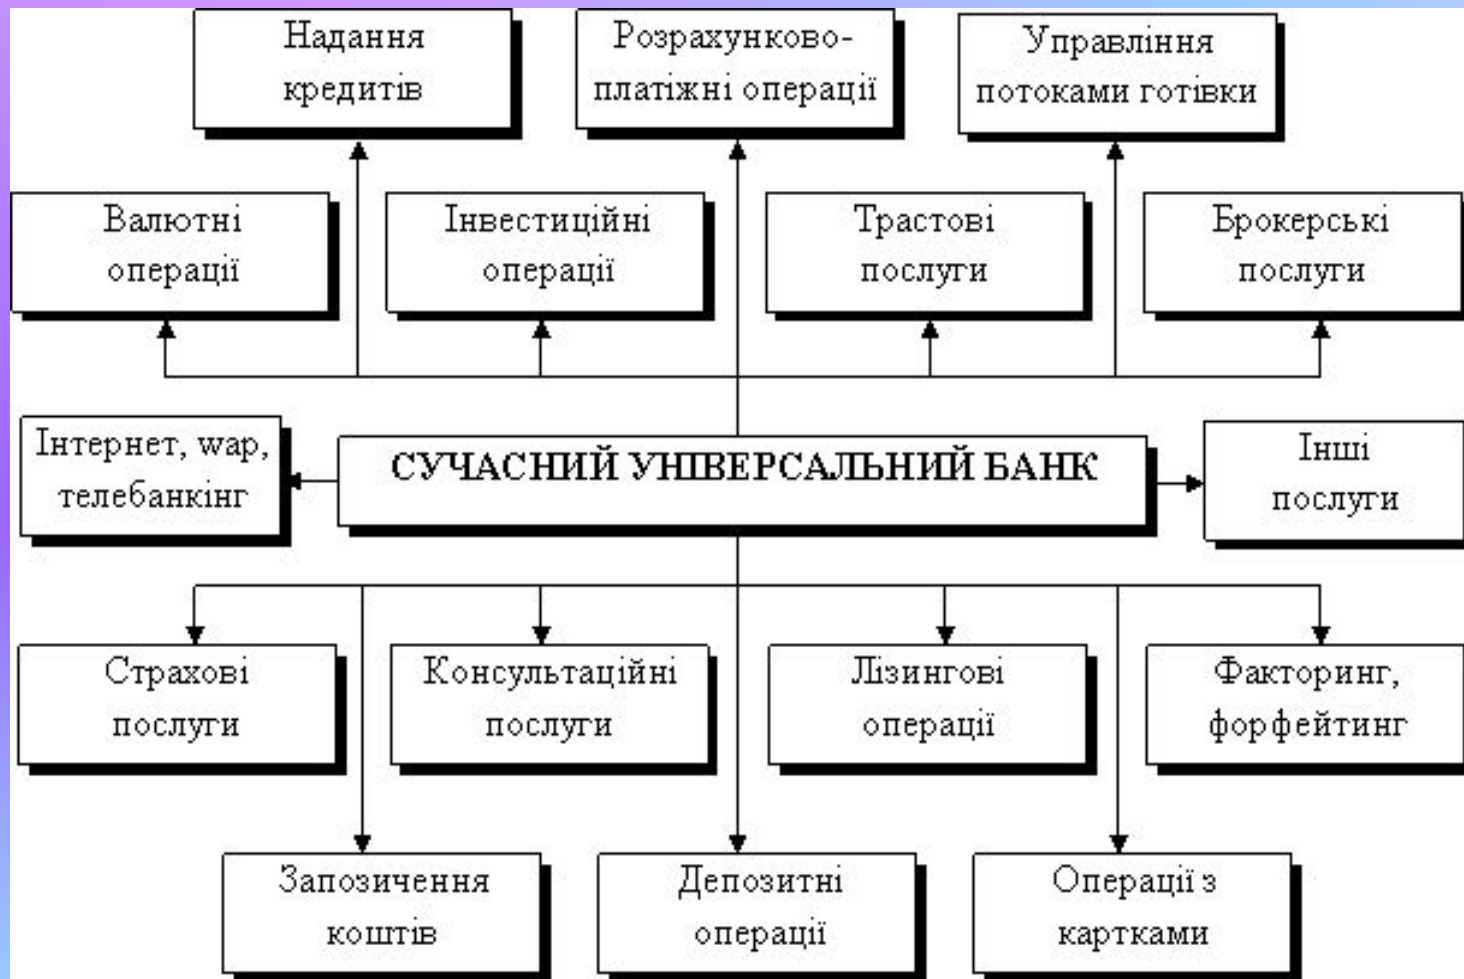 Надання
кредитів
Розрахунково-
платіжні операції
Управління
потоками готівки
Валютні
операції
Інвестиційні
операції
Трастові
послуги
Брокерські
послуги
Інтернет, wap,
телебанкінг
СУЧАСНИЙ УНІВЕРСАЛЬНИЙ БАНК
Інші
послуги
Страхові
послуги
Консультаційні
послуги
Лізингові
операції
Факторинг,
форфейтинг
Запозичення
коштів
Депозитні
операції
Операції з
картками